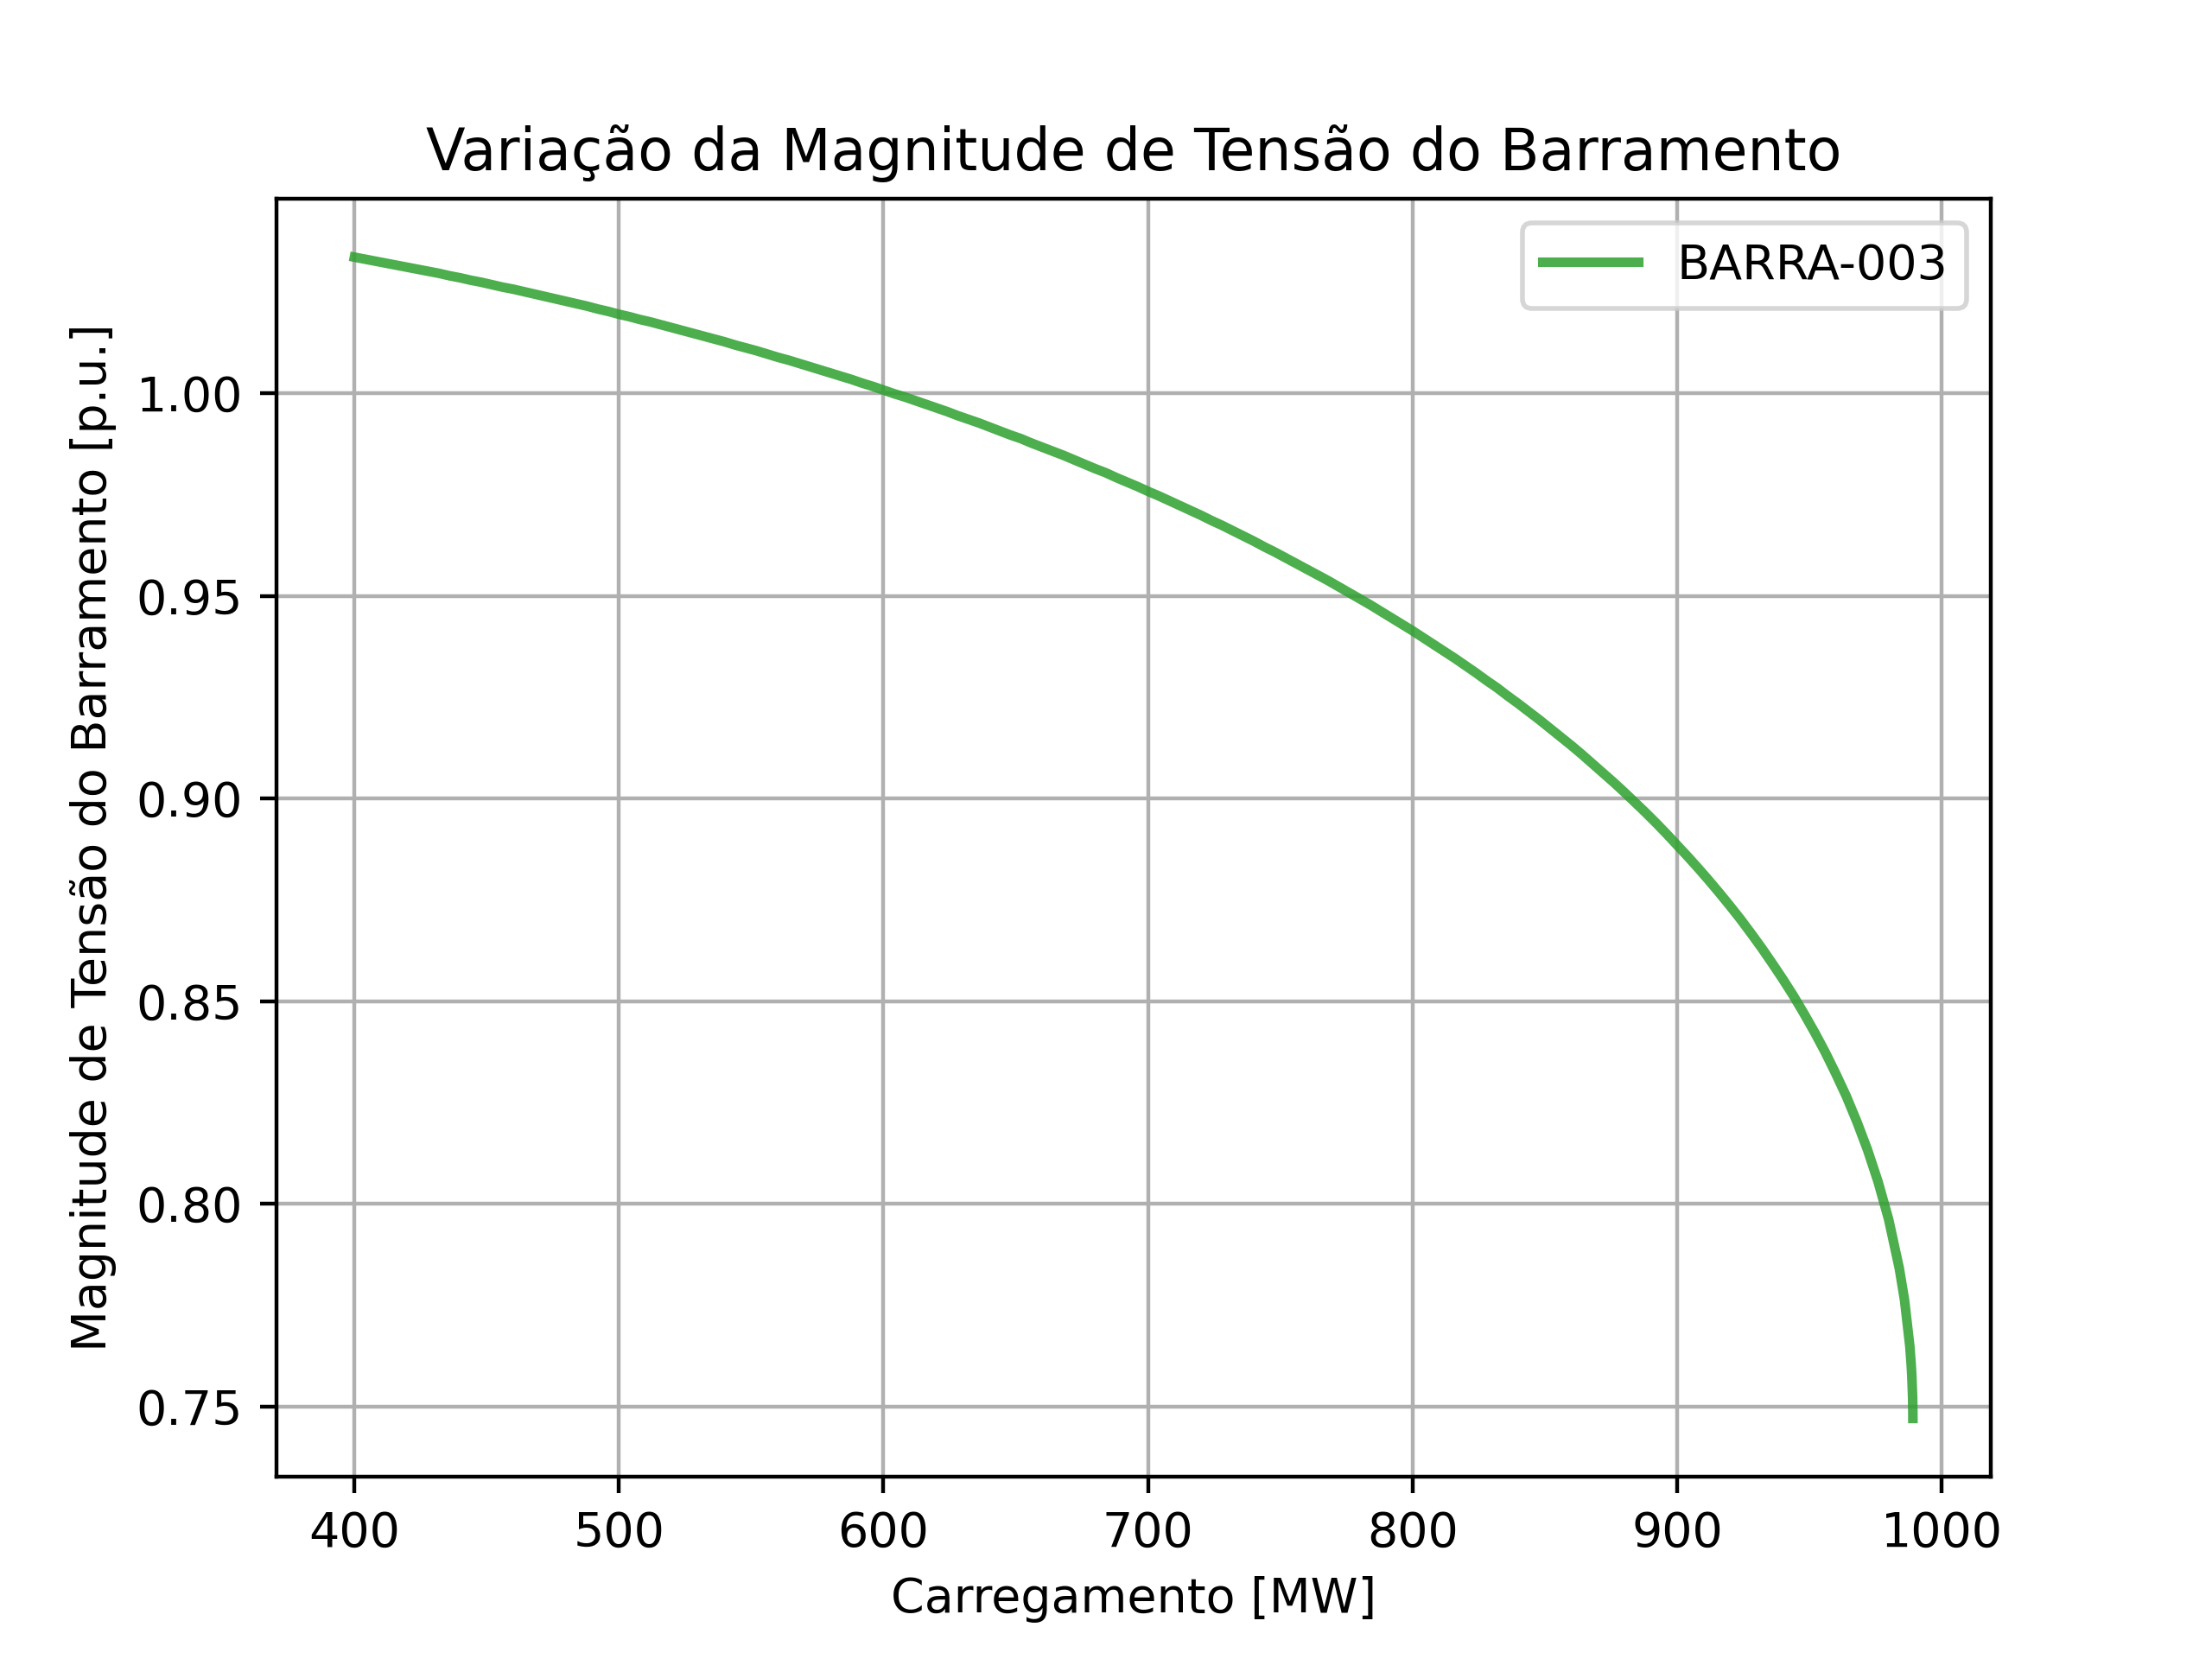 Variação da Magnitude de Tensão do Barramento
BARRA-003
Magnitude de Tensão do Barramento [p.u.]
1.00
0.95
0.90
0.85
0.80
0.75
400 500 600 700 800 900 1000
Carregamento [MW]